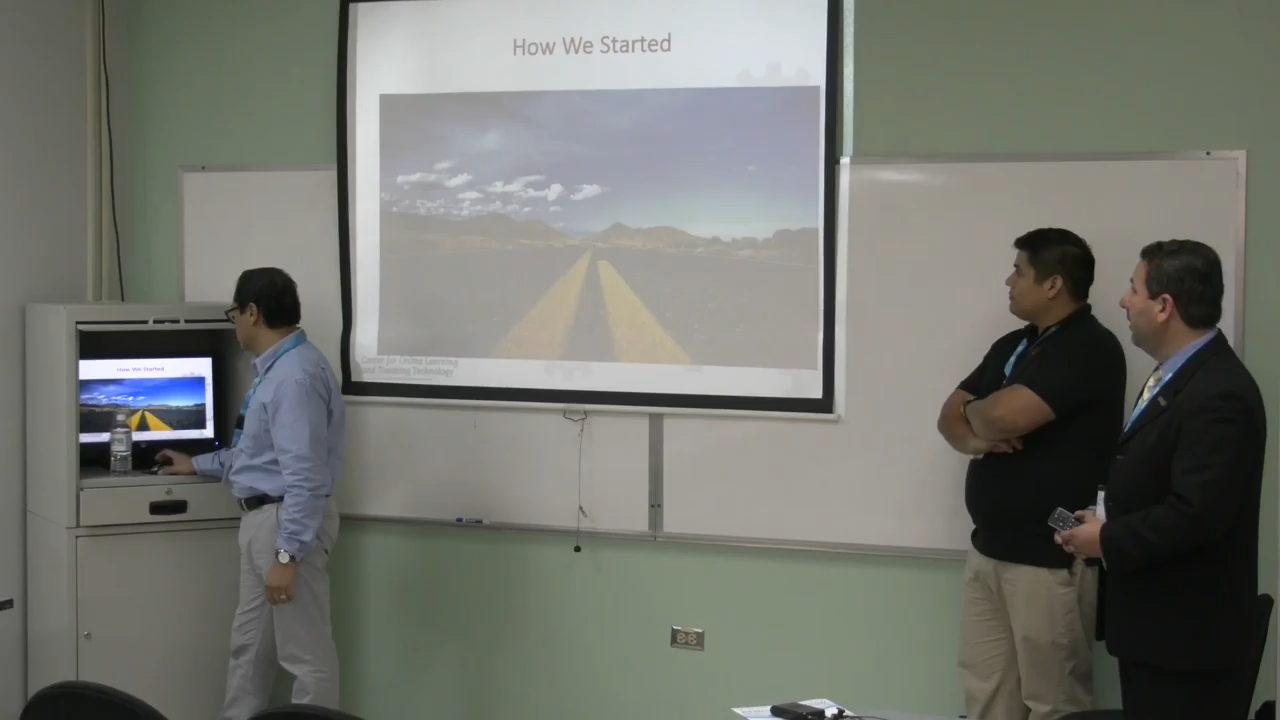 How We Started
Center for Online Learning
and Teaching Technology
How We Started